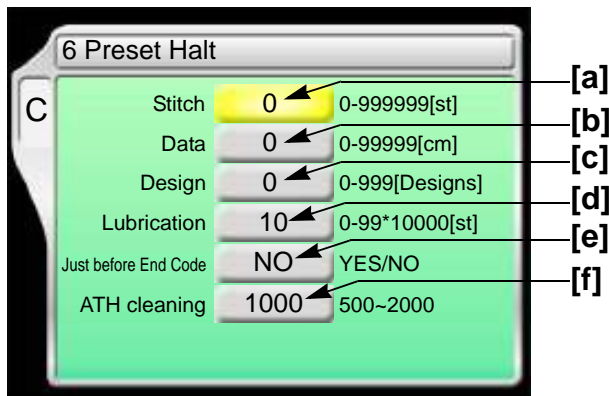 6 Preset Halt
C
Stitch 0 0-999999[st] [a]
Data 0 0-99999[cm] [b]
Design 0 0-999[Designs] [c]
Lubrication 10 0-99*10000[st] [d]
Just before End Code NO YES/NO [e]
ATH cleaning 1000 500~2000 [f]